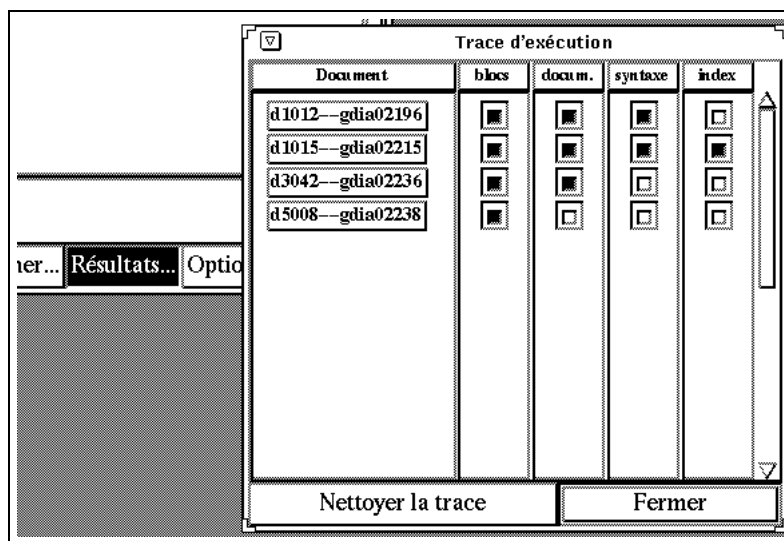 Trace d'exécution
Document blocs docum. syntaxe index
d1012--gdia02196
d1015--gdia02215
d3042--gdia02236
d5008--gdia02238
Résultats...
Nettoyer la trace Fermer